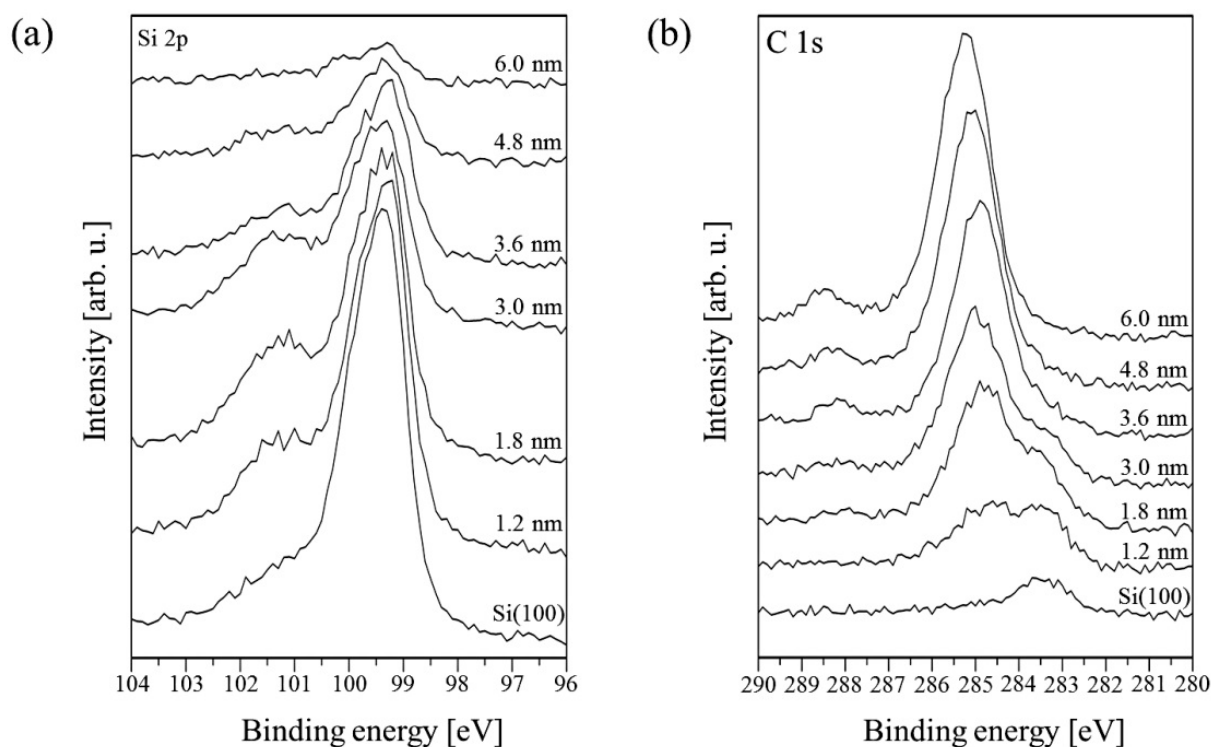 (a)
Si 2p
6.0 nm
4.8 nm
3.6 nm
3.0 nm
1.8 nm
1.2 nm
Si(100)
Intensity [arb. u.]
104 103 102 101 100 99 98 97 96
Binding energy [eV]
(b)
C 1s
6.0 nm
4.8 nm
3.6 nm
3.0 nm
1.8 nm
1.2 nm
Si(100)
Intensity [arb. u.]
290 289 288 287 286 285 284 283 282 281 280
Binding energy [eV]